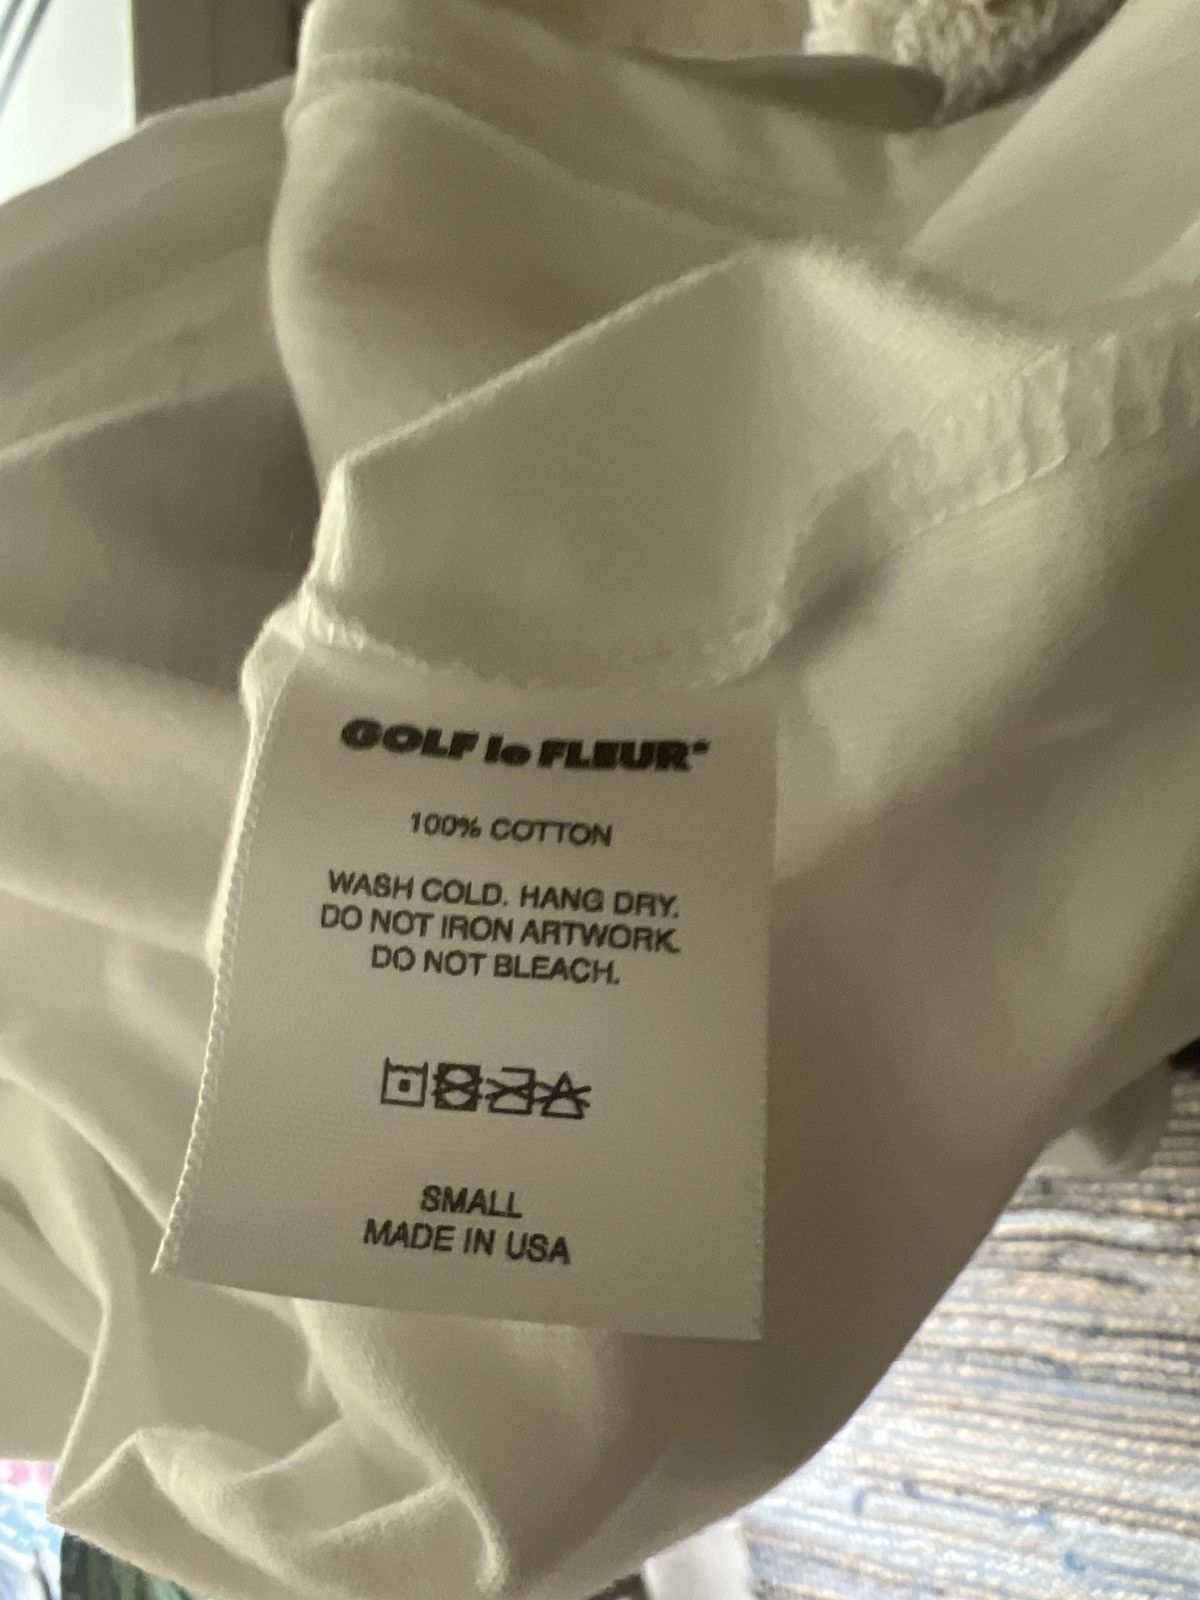 GOLF le FLEUR*
100% COTTON
WASH COLD. HANG DRY.
DO NOT IRON ARTWORK.
DO NOT BLEACH.
SMALL
MADE IN USA